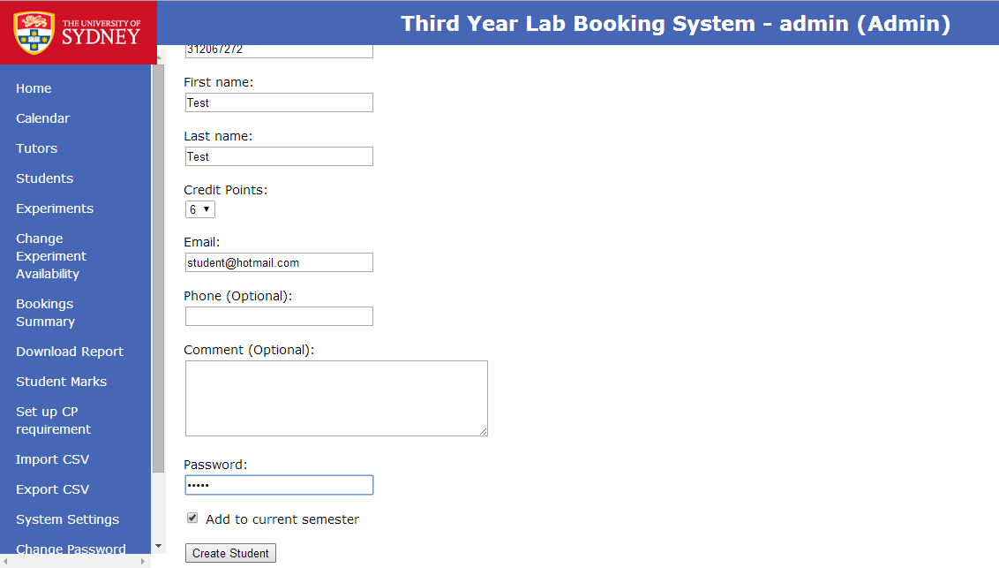 THE UNIVERSITY OF
SYDNEY
Third Year Lab Booking System - admin (Admin)
Home
Calendar
Tutors
Students
Experiments
Change
Experiment
Availability
Bookings
Summary
Download Report
Student Marks
Set up CP
requirement
Import CSV
Export CSV
System Settings
Change Password
312067272
First name:
Test
Last name:
Test
Credit Points:
6
Email:
student@hotmail.com
Phone (Optional):
Comment (Optional):
Password:
•••••
Add to current semester
Create Student